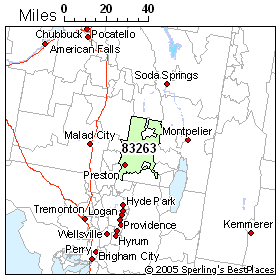 Miles 0 20 40
Chubbuck Pocatello
American Falls
Soda Springs
Malad City
Montpelier
83263
Preston
Hyde Park
Tremonton
Logan
Providence
Wellsville
Hyrum
Kemmerer
Perry
Brigham City
©2005 Sperling's BestPlaces